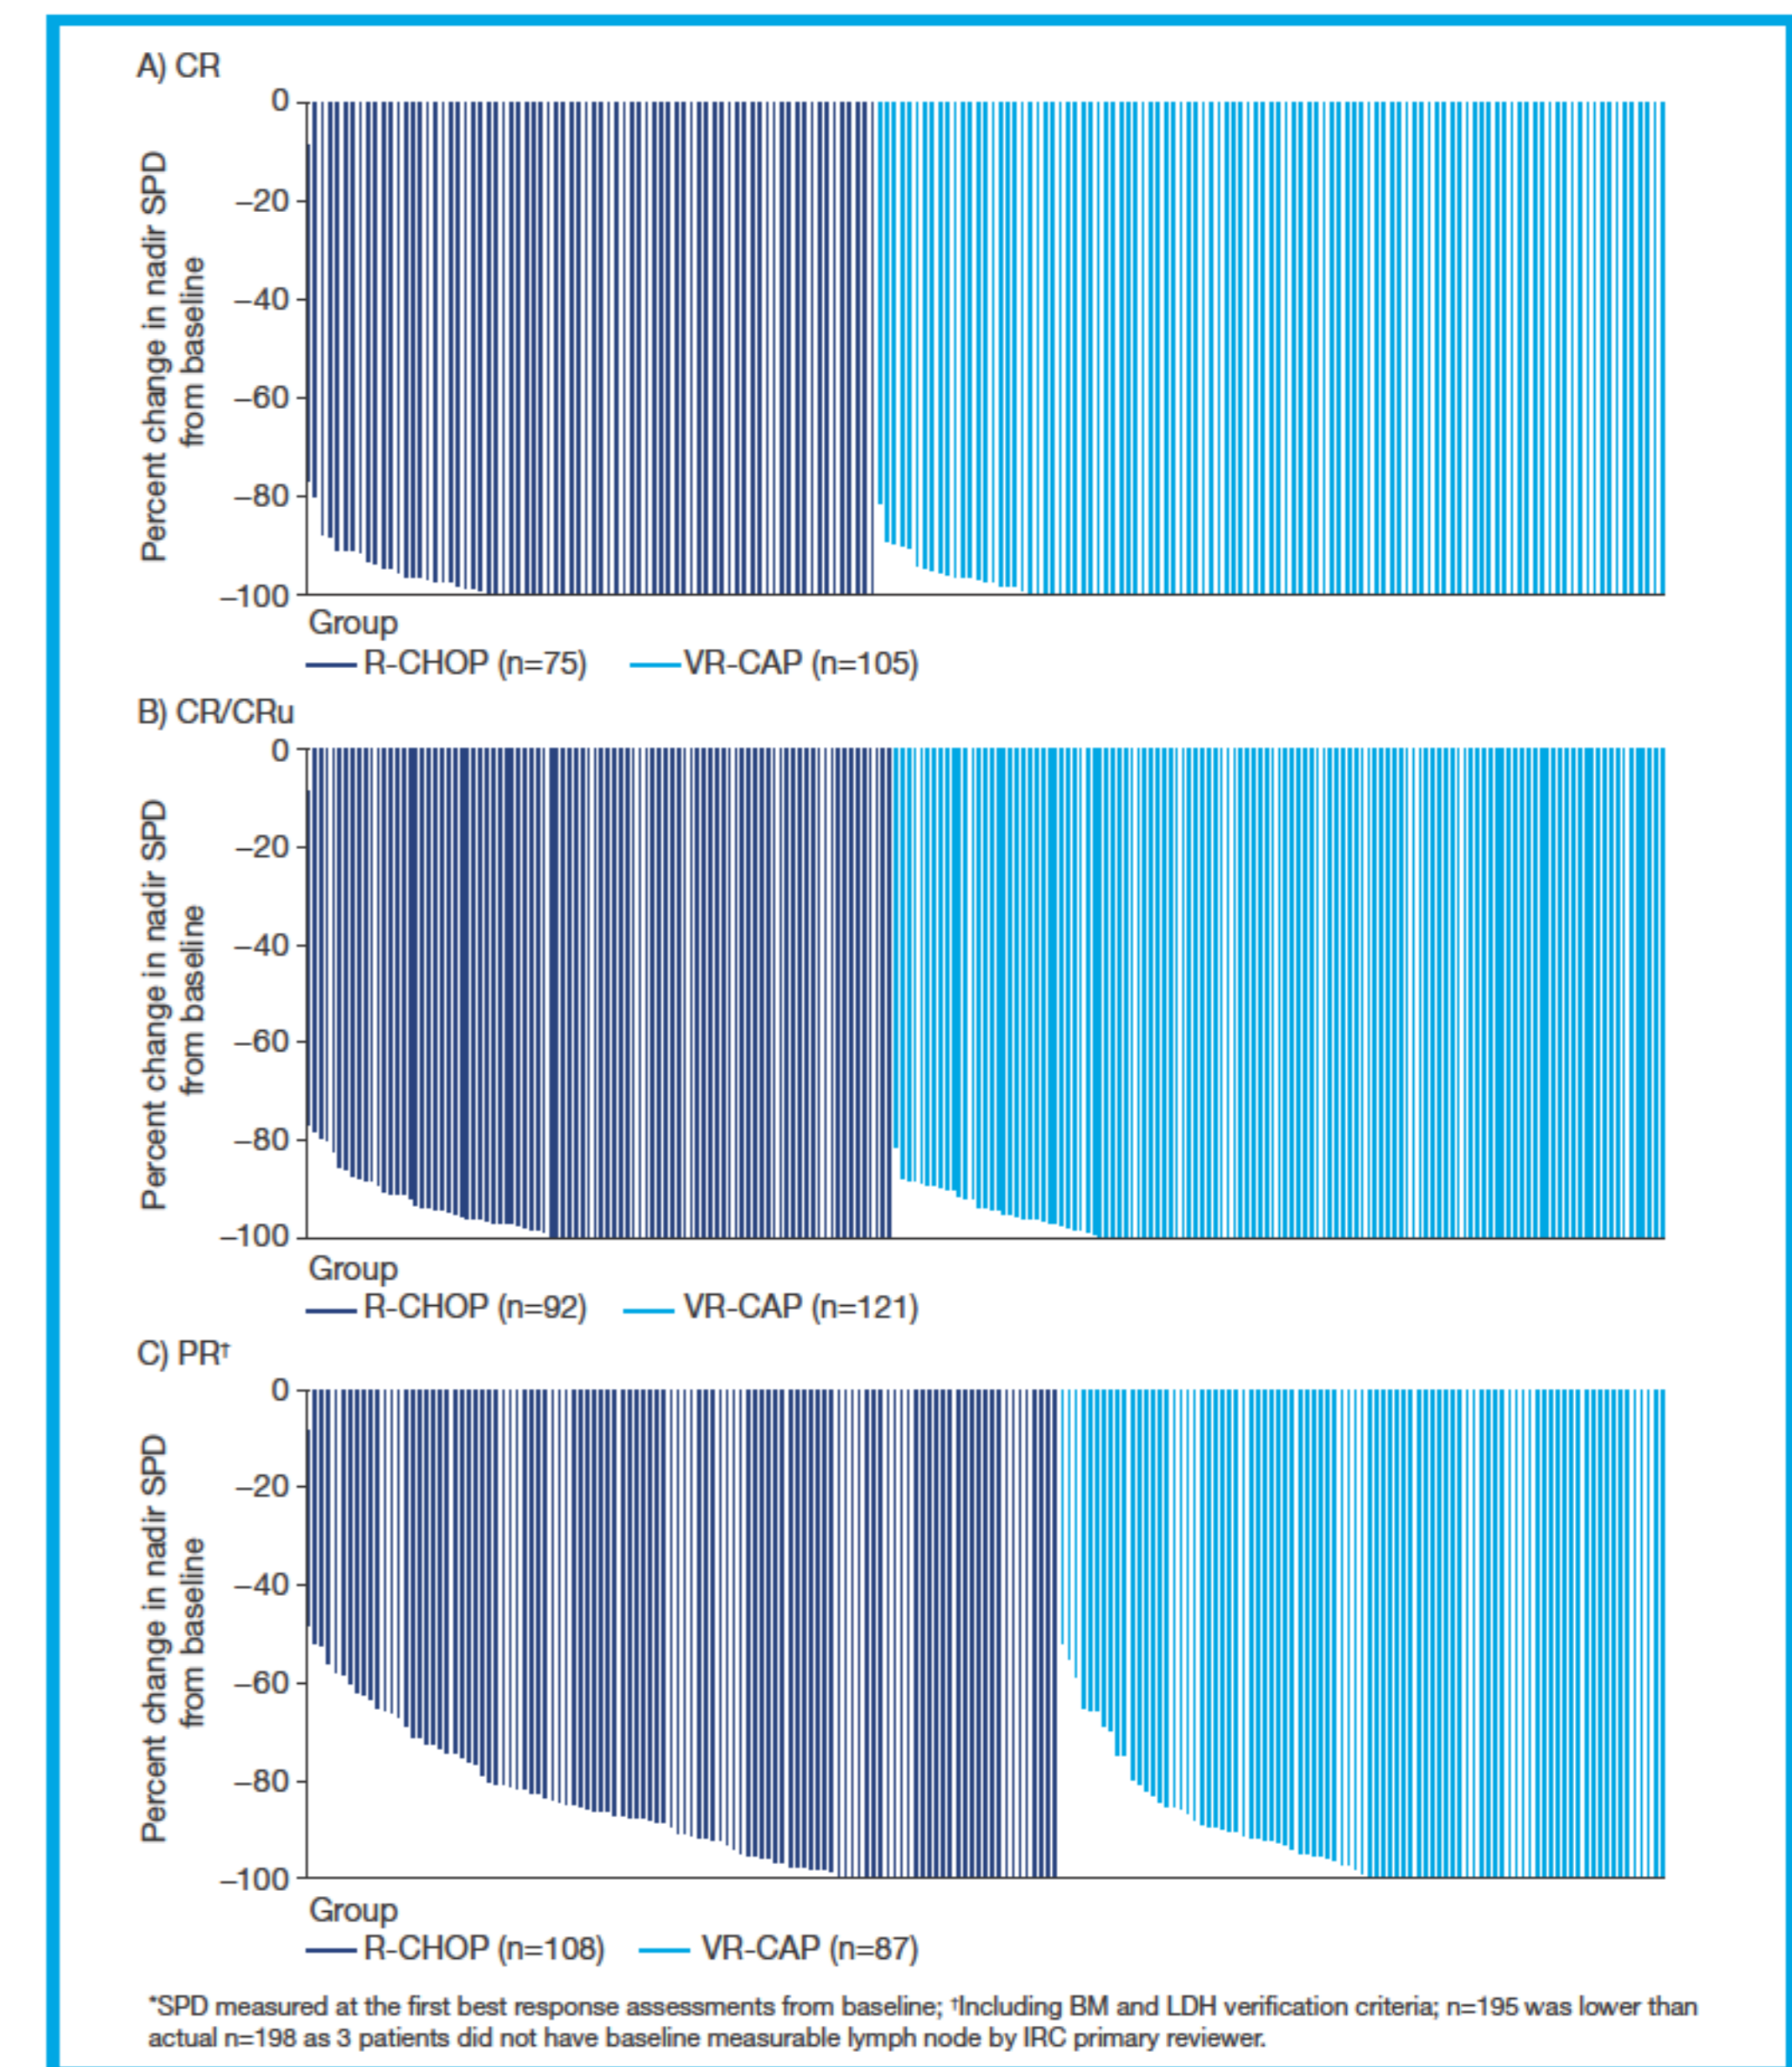 A) CR
0
–20
–40
–60
–80
–100
Percent change in nadir SPD
from baseline
Group
R-CHOP (n=75) VR-CAP (n=105)
B) CR/CRu
0
–20
–40
–60
–80
–100
Percent change in nadir SPD
from baseline
Group
R-CHOP (n=92) VR-CAP (n=121)
C) PR†
0
–20
–40
–60
–80
–100
Percent change in nadir SPD
from baseline
Group
R-CHOP (n=108) VR-CAP (n=87)
*SPD measured at the first best response assessments from baseline; †Including BM and LDH verification criteria; n=195 was lower than
actual n=198 as 3 patients did not have baseline measurable lymph node by IRC primary reviewer.